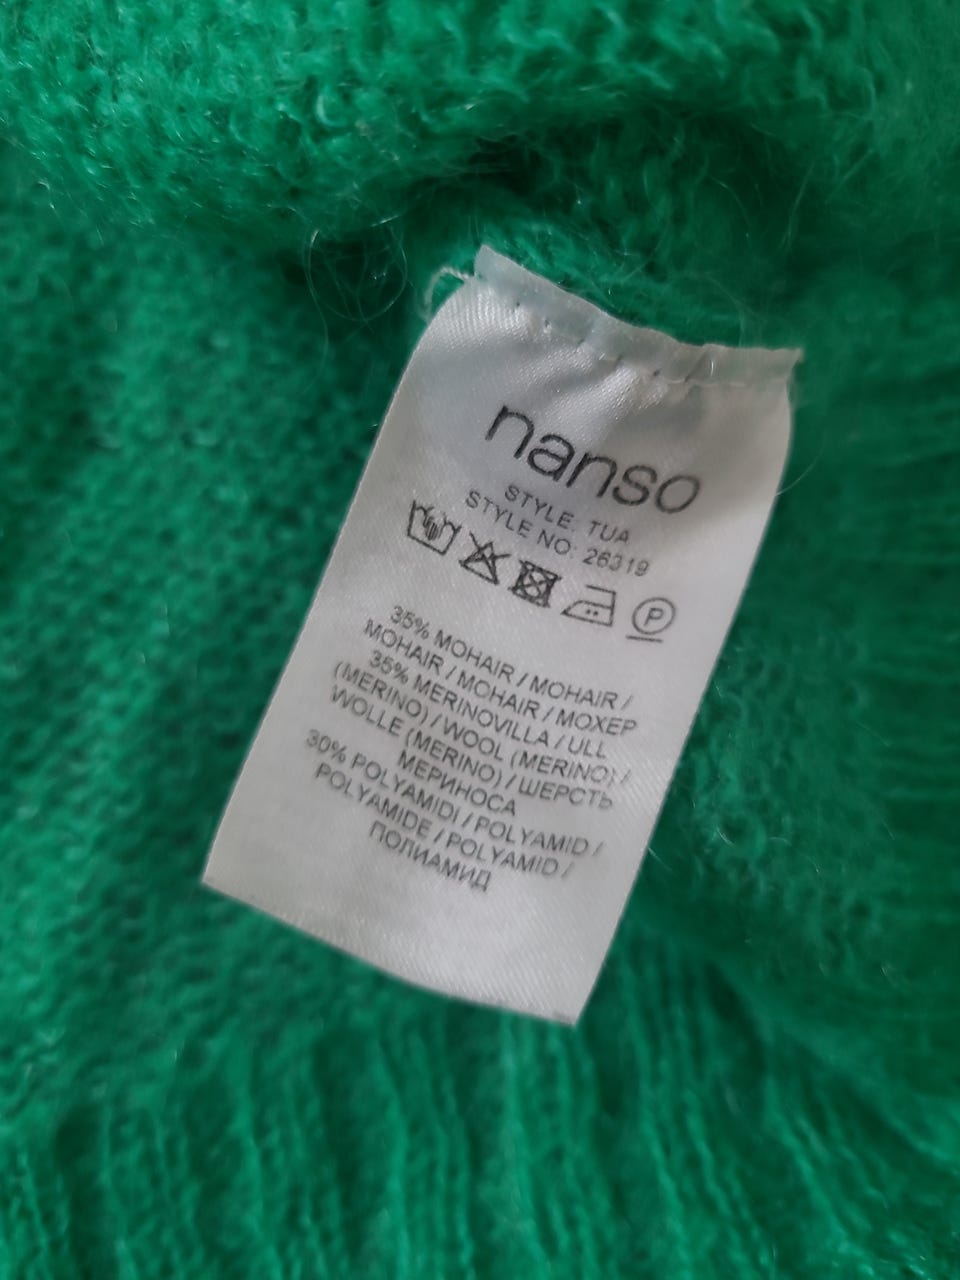 nanso
STYLE: TUA
STYLE NO: 26319
P
35% MOHAIR / MOHAIR /
MOHAIR / MOHAIR / МОХЕР
35% MERINOVILLA / ULL
(MERINO) / WOOL (MERINO) /
WOLLE (MERINO) / ШЕРСТЬ
МЕРИНОСА
30% POLYAMIDI / POLYAMID /
POLYAMIDE / POLYAMID /
ПОЛИАМИД